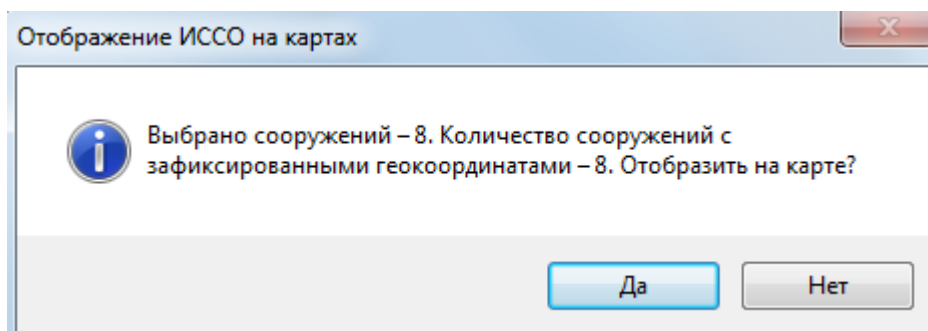 Отображение ИССО на картах
Выбрано сооружений – 8. Количество сооружений с
зафиксированными геокоординатами – 8. Отобразить на карте?
Да
Нет